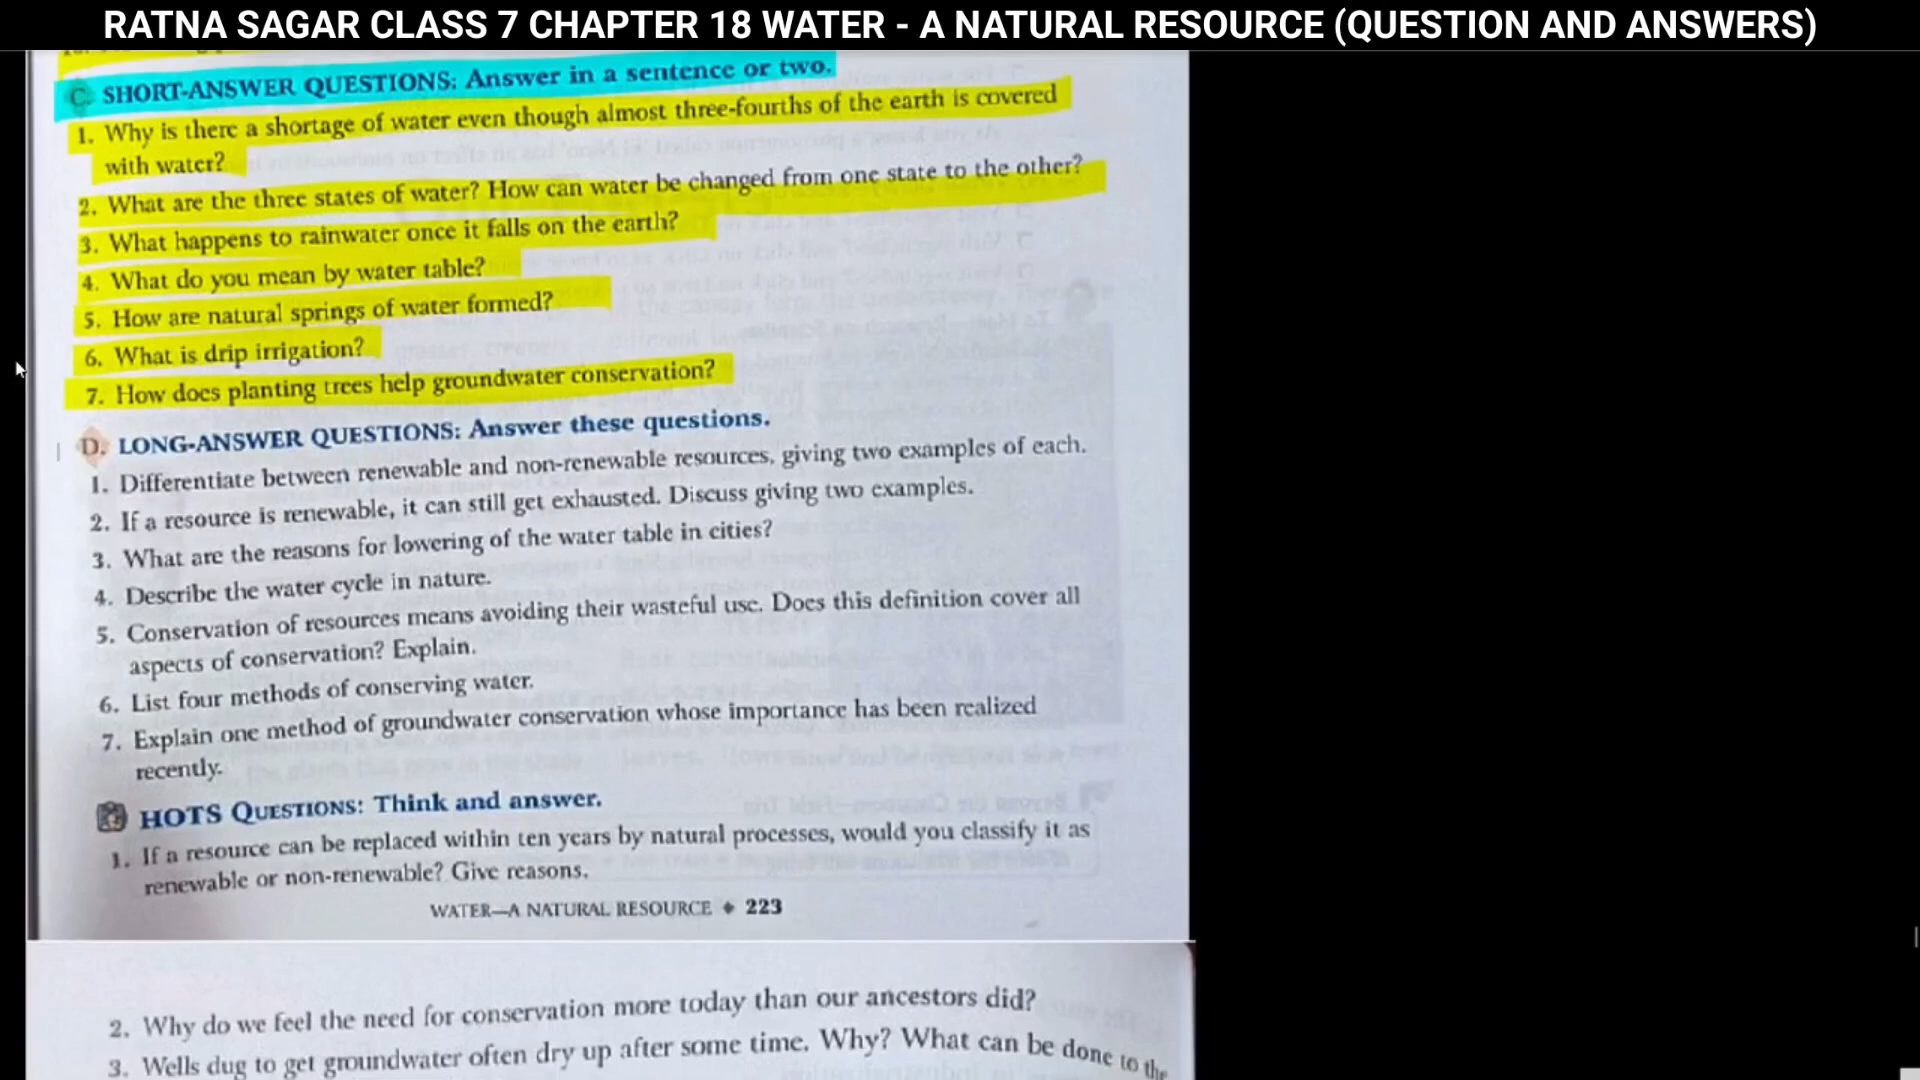 RATNA SAGAR CLASS 7 CHAPTER 18 WATER - A NATURAL RESOURCE (QUESTION AND ANSWERS)
C. SHORT-ANSWER QUESTIONS: Answer in a sentence or two.
1. Why is there a shortage of water even though almost three-fourths of the earth is covered
with water?
2. What are the three states of water? How can water be changed from one state to the other?
3. What happens to rainwater once it falls on the earth?
4. What do you mean by water table?
5. How are natural springs of water formed?
6. What is drip irrigation?
7. How does planting trees help groundwater conservation?
D. LONG-ANSWER QUESTIONS: Answer these questions.
1. Differentiate between renewable and non-renewable resources, giving two examples of each.
2. If a resource is renewable, it can still get exhausted. Discuss giving two examples.
3. What are the reasons for lowering of the water table in cities?
4. Describe the water cycle in nature.
5. Conservation of resources means avoiding their wasteful use. Does this definition cover all
aspects of conservation? Explain.
6. List four methods of conserving water.
7. Explain one method of groundwater conservation whose importance has been realized
recently.
HOTS QUESTIONS: Think and answer.
1. If a resource can be replaced within ten years by natural processes, would you classify it as
renewable or non-renewable? Give reasons.
WATER—A NATURAL RESOURCE ◆ 223
2. Why do we feel the need for conservation more today than our ancestors did?
3. Wells dug to get groundwater often dry up after some time. Why? What can be done to the